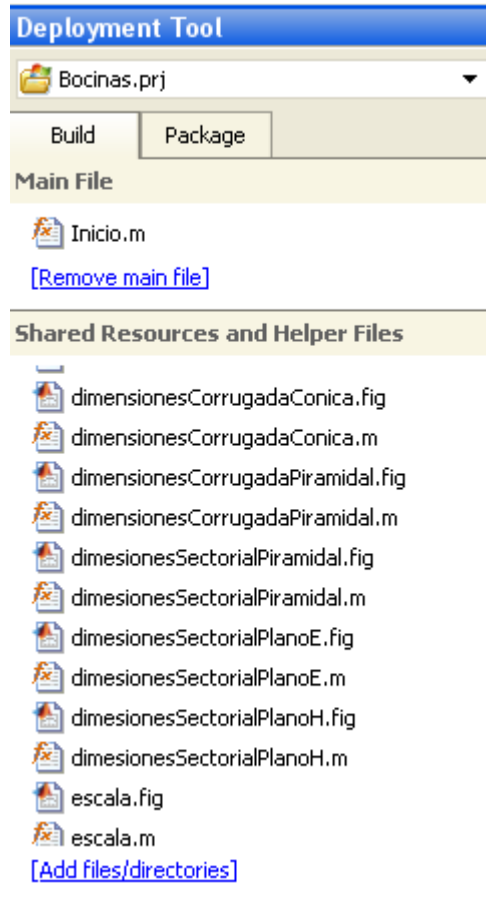 Deployment Tool
Bocinas.prj
Build Package
Main File
Inicio.m
[Remove main file]
Shared Resources and Helper Files
dimensionesCorrugadaConica.fig
dimensionesCorrugadaConica.m
dimensionesCorrugadaPiramidal.fig
dimensionesCorrugadaPiramidal.m
dimesionesSectorialPiramidal.fig
dimesionesSectorialPiramidal.m
dimesionesSectorialPlanoE.fig
dimesionesSectorialPlanoE.m
dimesionesSectorialPlanoH.fig
dimesionesSectorialPlanoH.m
escala.fig
escala.m
[Add files/directories]